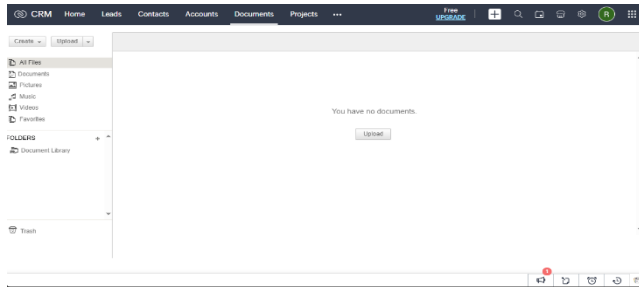 CRM Home Leads Contacts Accounts Documents Projects ••• Free UPGRADE R
Create Upload
All Files
Documents
Pictures
Music
Videos
Favorites
FOLDERS +
Document Library
Trash
You have no documents.
Upload
1